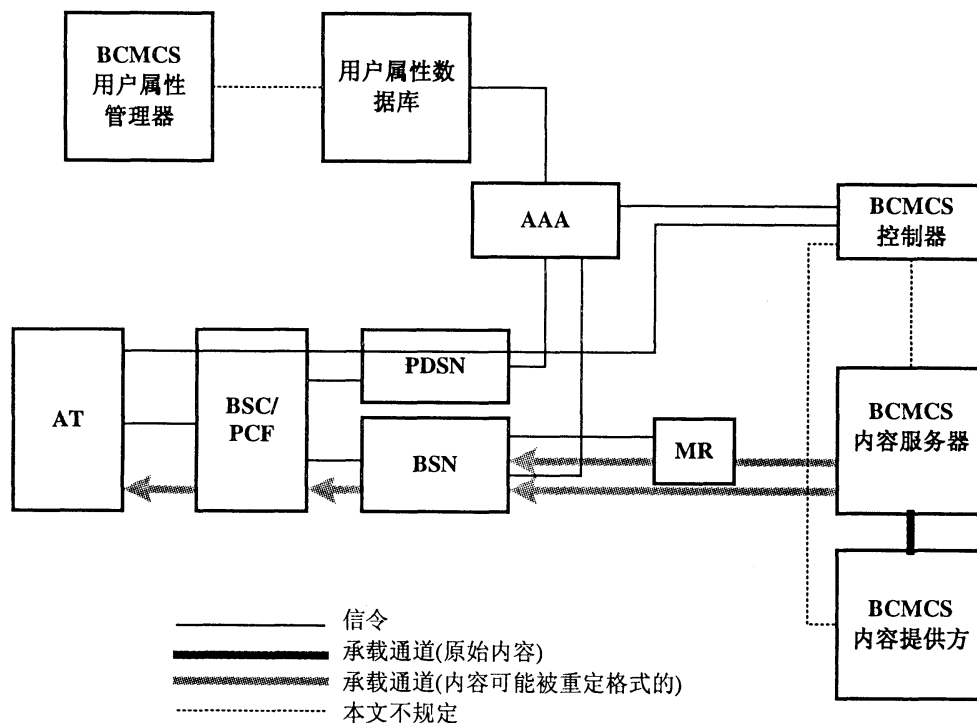 BCMCS
用户属性
管理器
用户属性数
据库
AAA
BCMCS
控制器
AT
BSC/
PCF
PDSN
BSN
MR
BCMCS
内容服务器
BCMCS
内容提供方
信令
承载通道(原始内容)
承载通道(内容可能被重定格式的)
本文不规定